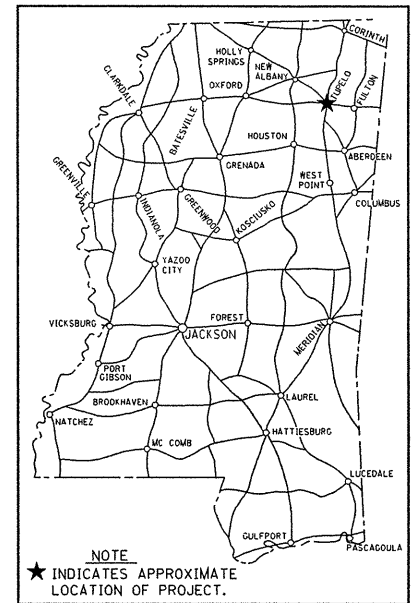 CORINTH
HOLLY
SPRINGS
NEW
ALBANY
TUPELO
FULTON
OXFORD
CLARKDALE
BATESVILLE
HOUSTON
ABERDEEN
GRENADA
WEST
POINT
COLUMBUS
GREENVILLE
INDIANOLA
GREENWOOD
KOSCIUSKO
YAZOO
CITY
VICKSBURG
JACKSON
FOREST
MERIDIAN
PORT
GIBSON
BROOKHAVEN
LAUREL
NATCHEZ
HATTIESBURG
MC COMB
LUCEDALE
GULFPORT
PASCAGOULA
NOTE
INDICATES APPROXIMATE
LOCATION OF PROJECT.